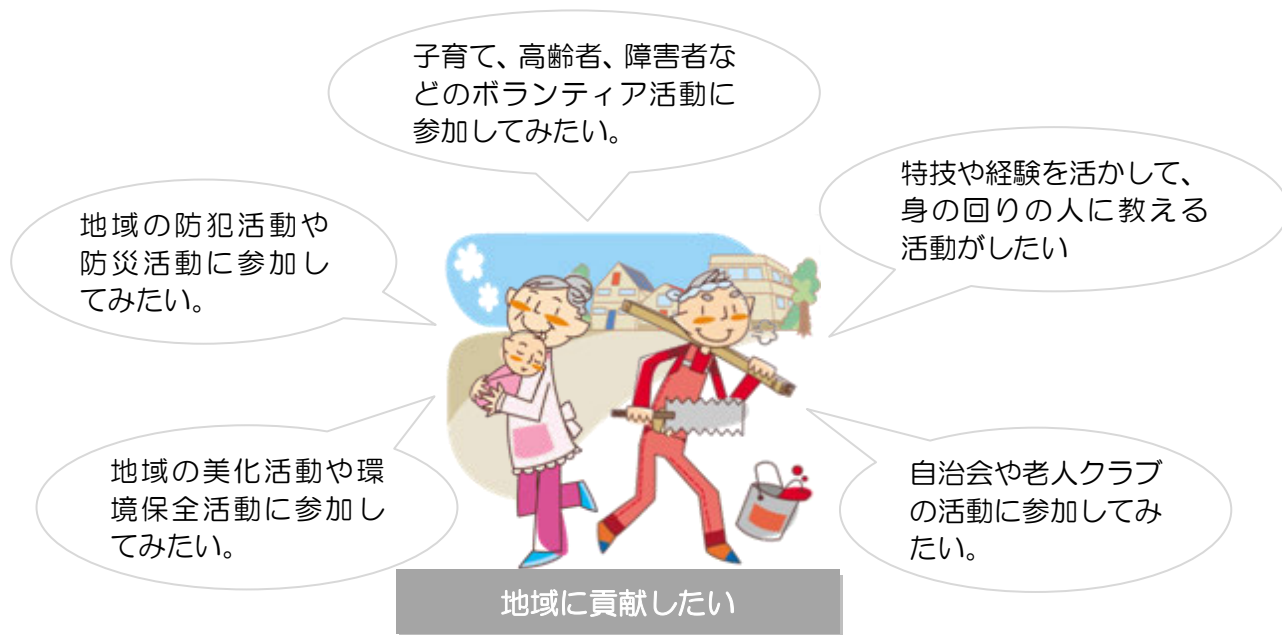 子育て、高齢者、障害者な
どのボランティア活動に
参加してみたい。
特技や経験を活かして、
身の回りの人に教える
活動がしたい
地域の防犯活動や
防災活動に参加し
てみたい。
地域の美化活動や環
境保全活動に参加し
てみたい。
自治会や老人クラブ
の活動に参加してみ
たい。
地域に貢献したい